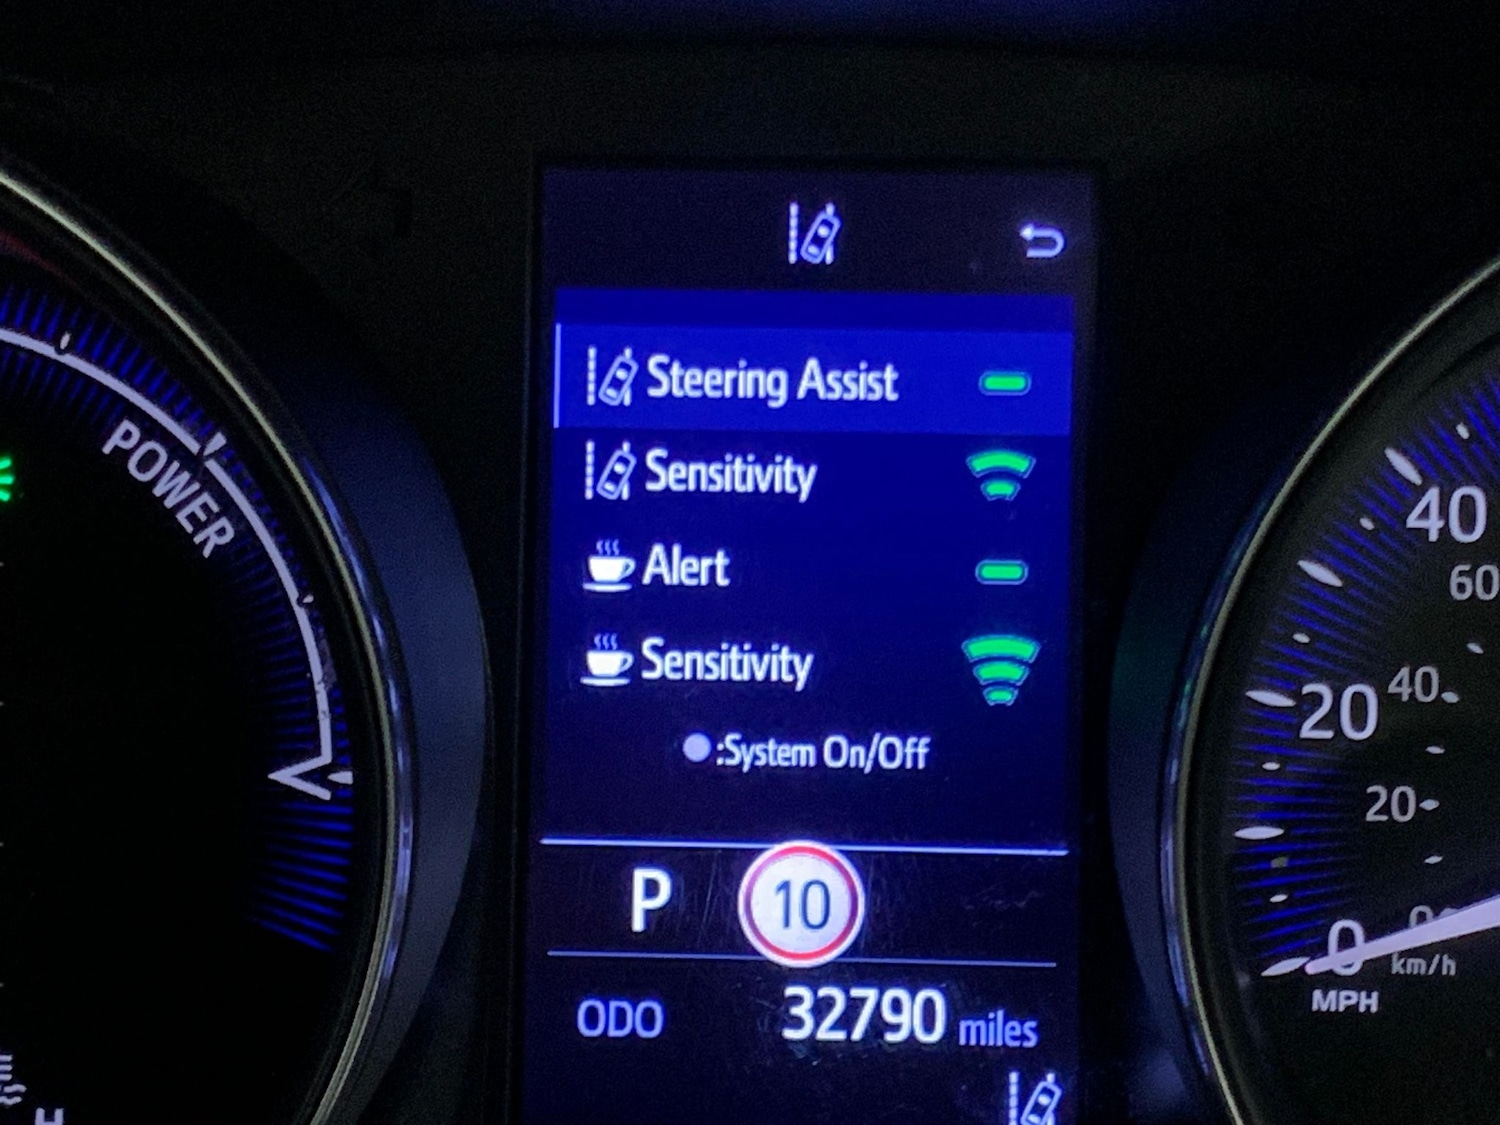 POWER
Steering Assist
Sensitivity
Alert
Sensitivity
:System On/Off
P 10
ODO 32790 miles
40
60
20
40
20
0
0
km/h
MPH
H